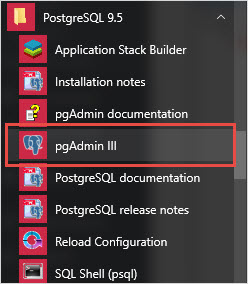 PostgreSQL 9.5
Application Stack Builder
Installation notes
pgAdmin documentation
pgAdmin III
PostgreSQL documentation
PostgreSQL release notes
Reload Configuration
SQL Shell (psql)